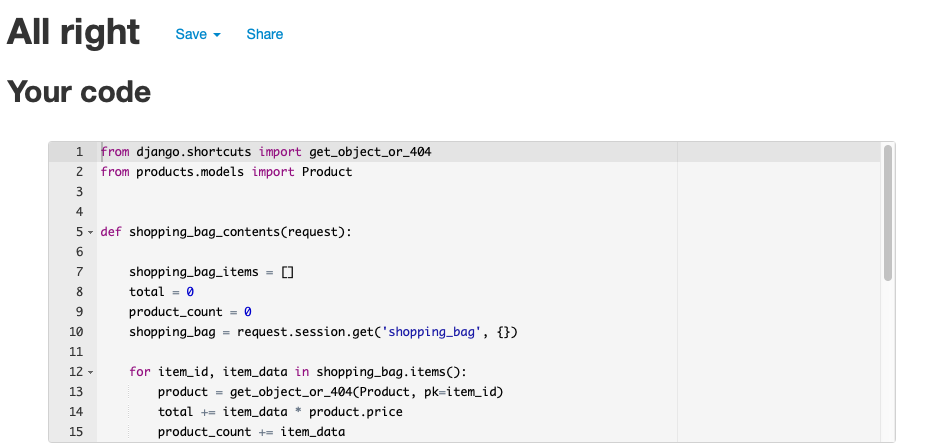 All right Save Share
Your code
1 from django.shortcuts import get_object_or_404
2 from products.models import Product
3
4
5 def shopping_bag_contents(request):
6
7     shopping_bag_items = []
8     total = 0
9     product_count = 0
10     shopping_bag = request.session.get('shopping_bag', {})
11
12     for item_id, item_data in shopping_bag.items():
13         product = get_object_or_404(Product, pk=item_id)
14         total += item_data * product.price
15         product_count += item_data